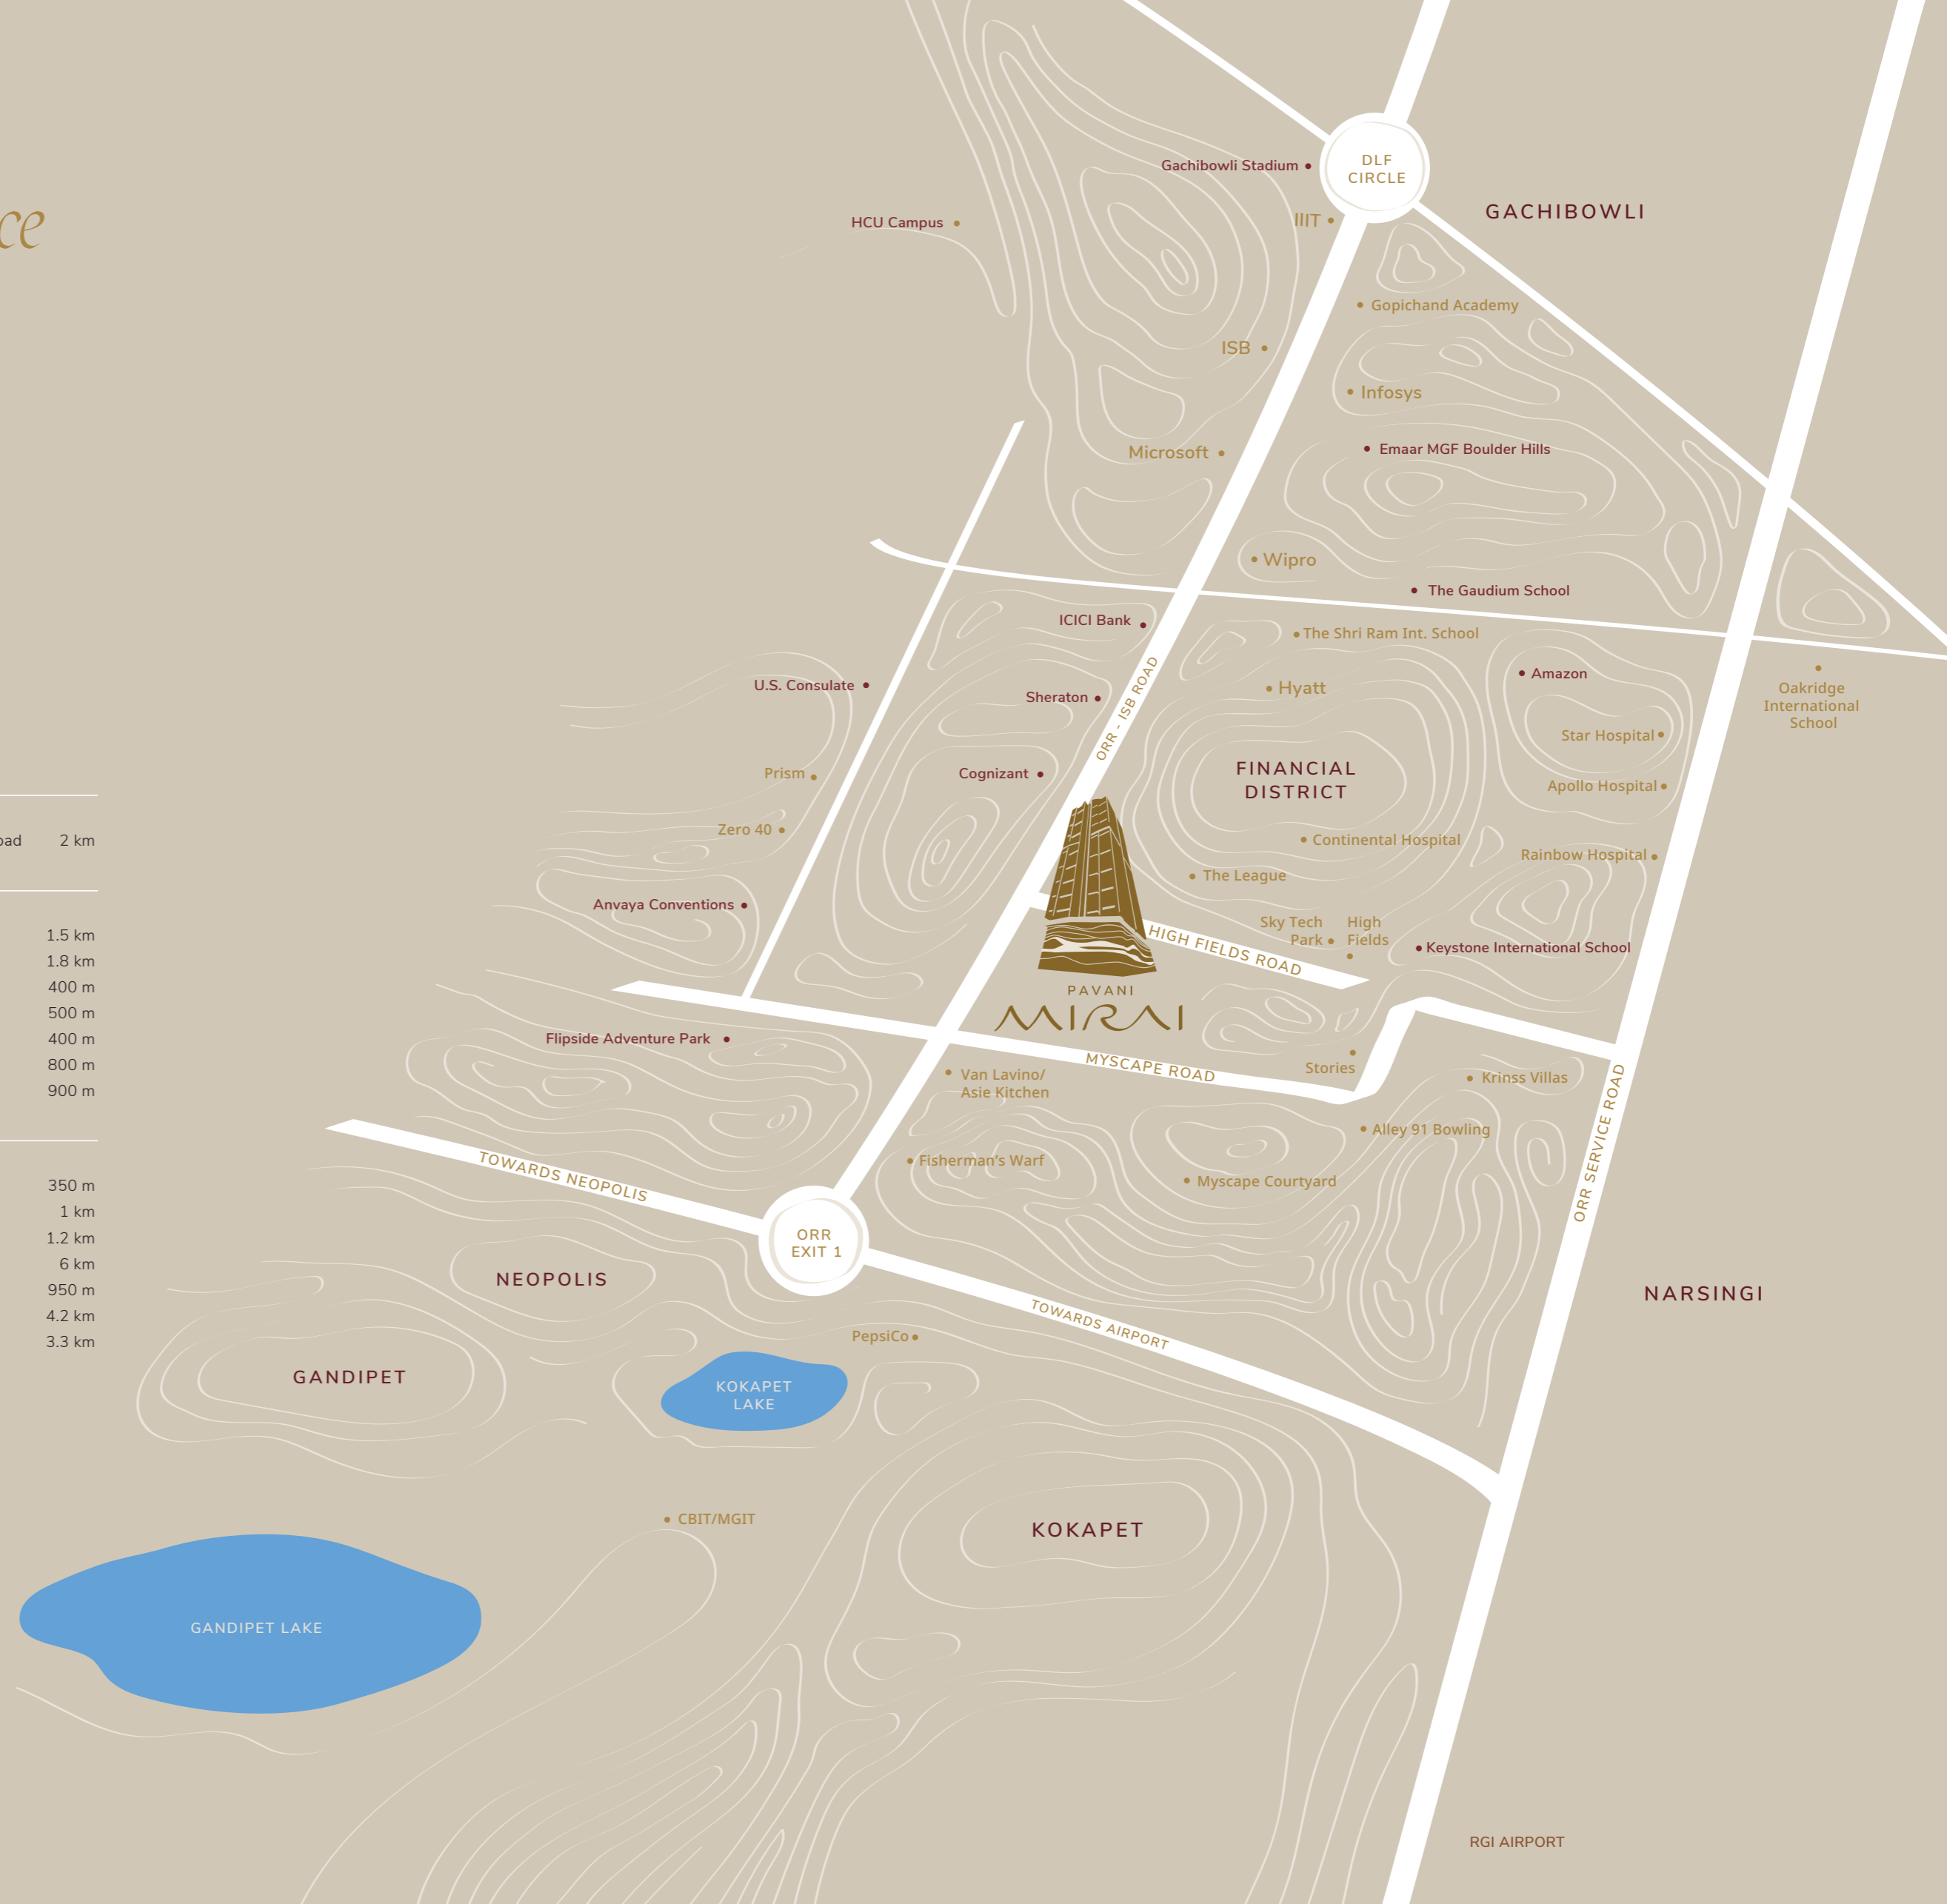 ce
oad 2 km
1.5 km
1.8 km
400 m
500 m
400 m
800 m
900 m
350 m
1 km
1.2 km
6 km
950 m
4.2 km
3.3 km
DLF
CIRCLE
Gachibowli Stadium
GACHIBOWLI
HCU Campus
IIIT
Gopichand Academy
ISB
Infosys
Emaar MGF Boulder Hills
Microsoft
Wipro
The Gaudium School
ICICI Bank
The Shri Ram Int. School
U.S. Consulate
Sheraton
ORR - ISB ROAD
Hyatt
Amazon
Oakridge
International
School
Star Hospital
Prism
Cognizant
FINANCIAL
DISTRICT
Apollo Hospital
Zero 40
Continental Hospital
Rainbow Hospital
The League
Anvaya Conventions
Sky Tech
Park
High
Fields
HIGH FIELDS ROAD
Keystone International School
PAVANI
MIRAI
Flipside Adventure Park
MYSCAPE ROAD
Stories
Van Lavino/
Asie Kitchen
Krinss Villas
Alley 91 Bowling
ORR SERVICE ROAD
TOWARDS NEOPOLIS
Fisherman's Warf
Myscape Courtyard
ORR
EXIT 1
NEOPOLIS
NARSINGI
TOWARDS AIRPORT
PepsiCo
GANDIPET
KOKAPET
LAKE
CBIT/MGIT
KOKAPET
GANDIPET LAKE
RGI AIRPORT